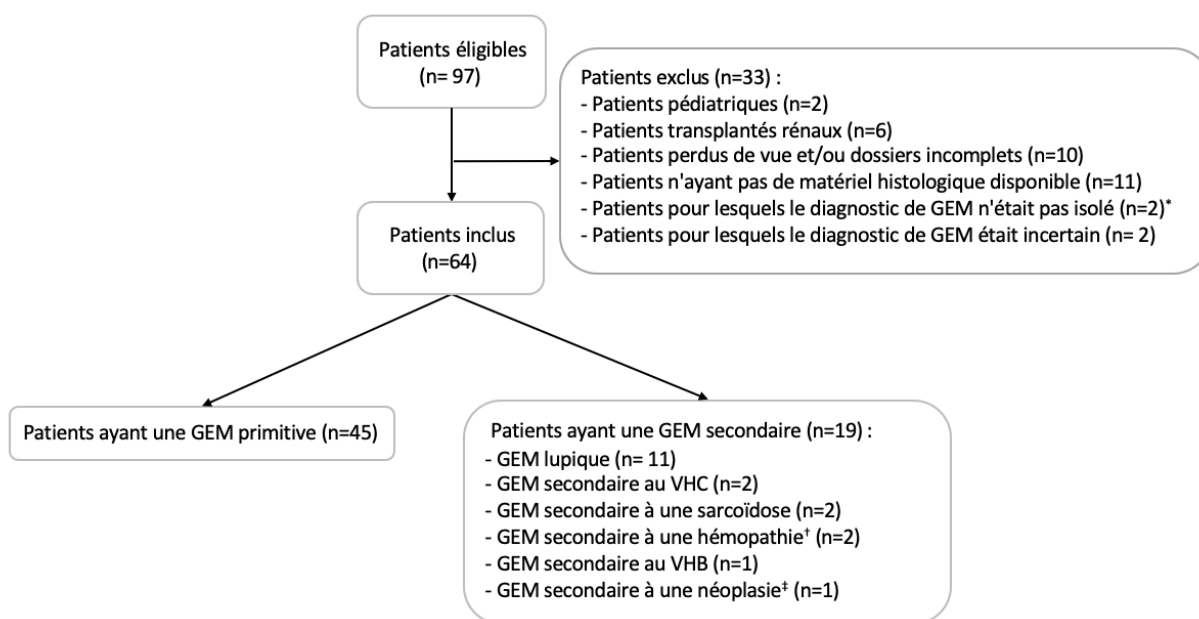 Patients éligibles
(n= 97)
Patients exclus (n=33) :
- Patients pédiatriques (n=2)
- Patients transplantés rénaux (n=6)
- Patients perdus de vue et/ou dossiers incomplets (n=10)
- Patients n'ayant pas de matériel histologique disponible (n=11)
- Patients pour lesquels le diagnostic de GEM n'était pas isolé (n=2)*
- Patients pour lesquels le diagnostic de GEM était incertain (n= 2)
Patients inclus
(n=64)
Patients ayant une GEM primitive (n=45)
Patients ayant une GEM secondaire (n=19) :
- GEM lupique (n= 11)
- GEM secondaire au VHC (n=2)
- GEM secondaire à une sarcoïdose (n=2)
- GEM secondaire à une hémopathie† (n=2)
- GEM secondaire au VHB (n=1)
- GEM secondaire à une néoplasie‡ (n=1)